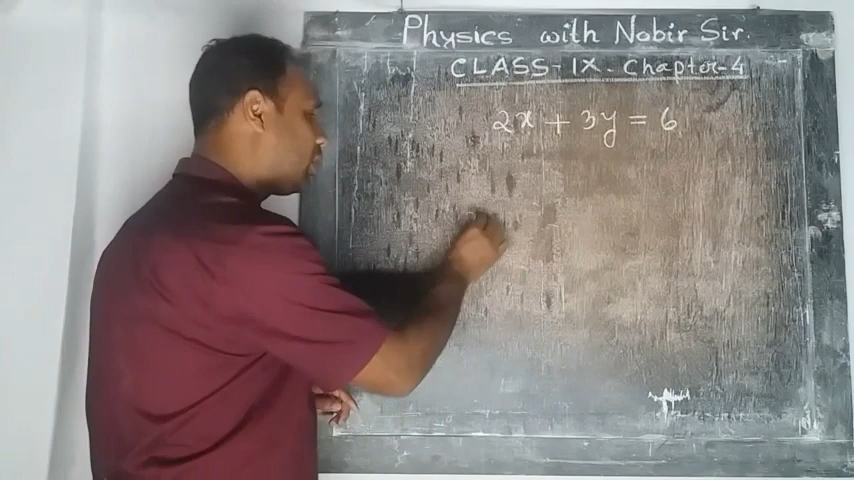 Physics with Nobir Sir.
CLASS-IX. Chapter-4
2x + 3y = 6